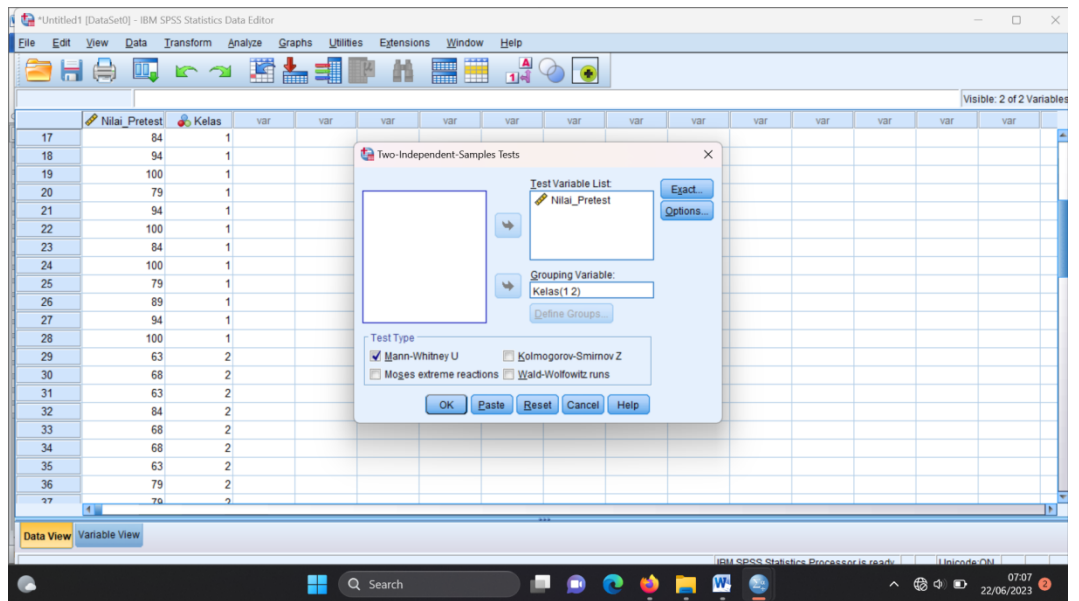 *Untitled1 [DataSet0] - IBM SPSS Statistics Data Editor
File Edit View Data Transform Analyze Graphs Utilities Extensions Window Help
Visible: 2 of 2 Variables
Nilai_Pretest Kelas var var var var var var var var var var var var var
17 84 1
18 94 1
19 100 1
20 79 1
21 94 1
22 100 1
23 84 1
24 100 1
25 79 1
26 89 1
27 94 1
28 100 1
29 63 2
30 68 2
31 63 2
32 84 2
33 68 2
34 68 2
35 63 2
36 79 2
37 79 2
Two-Independent-Samples Tests
Test Variable List:
Nilai_Pretest
Exact...
Options...
Grouping Variable:
Kelas(1 2)
Define Groups...
Test Type
Mann-Whitney U Kolmogorov-Smirnov Z
Moses extreme reactions Wald-Wolfowitz runs
OK Paste Reset Cancel Help
Data View Variable View
IBM SPSS Statistics Processor is ready Unicode:ON
Search
07:07
22/06/2023
2